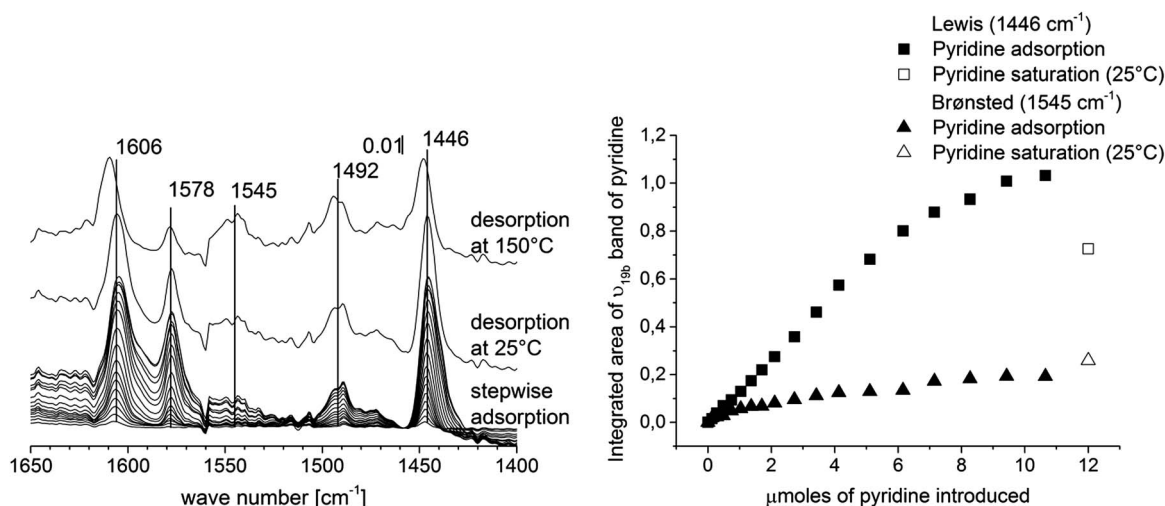 1606
1578
1545
0.01
1492
1446
desorption
at 150°C
desorption
at 25°C
stepwise
adsorption
1650
1600
1550
1500
1450
1400
wave number [cm⁻¹]
Lewis (1446 cm⁻¹)
Pyridine adsorption
Pyridine saturation (25°C)
Brønsted (1545 cm⁻¹)
Pyridine adsorption
Pyridine saturation (25°C)
Integrated area of υ₁₉b band of pyridine
1,2
1,0
0,8
0,6
0,4
0,2
0,0
0
2
4
6
8
10
12
μmoles of pyridine introduced